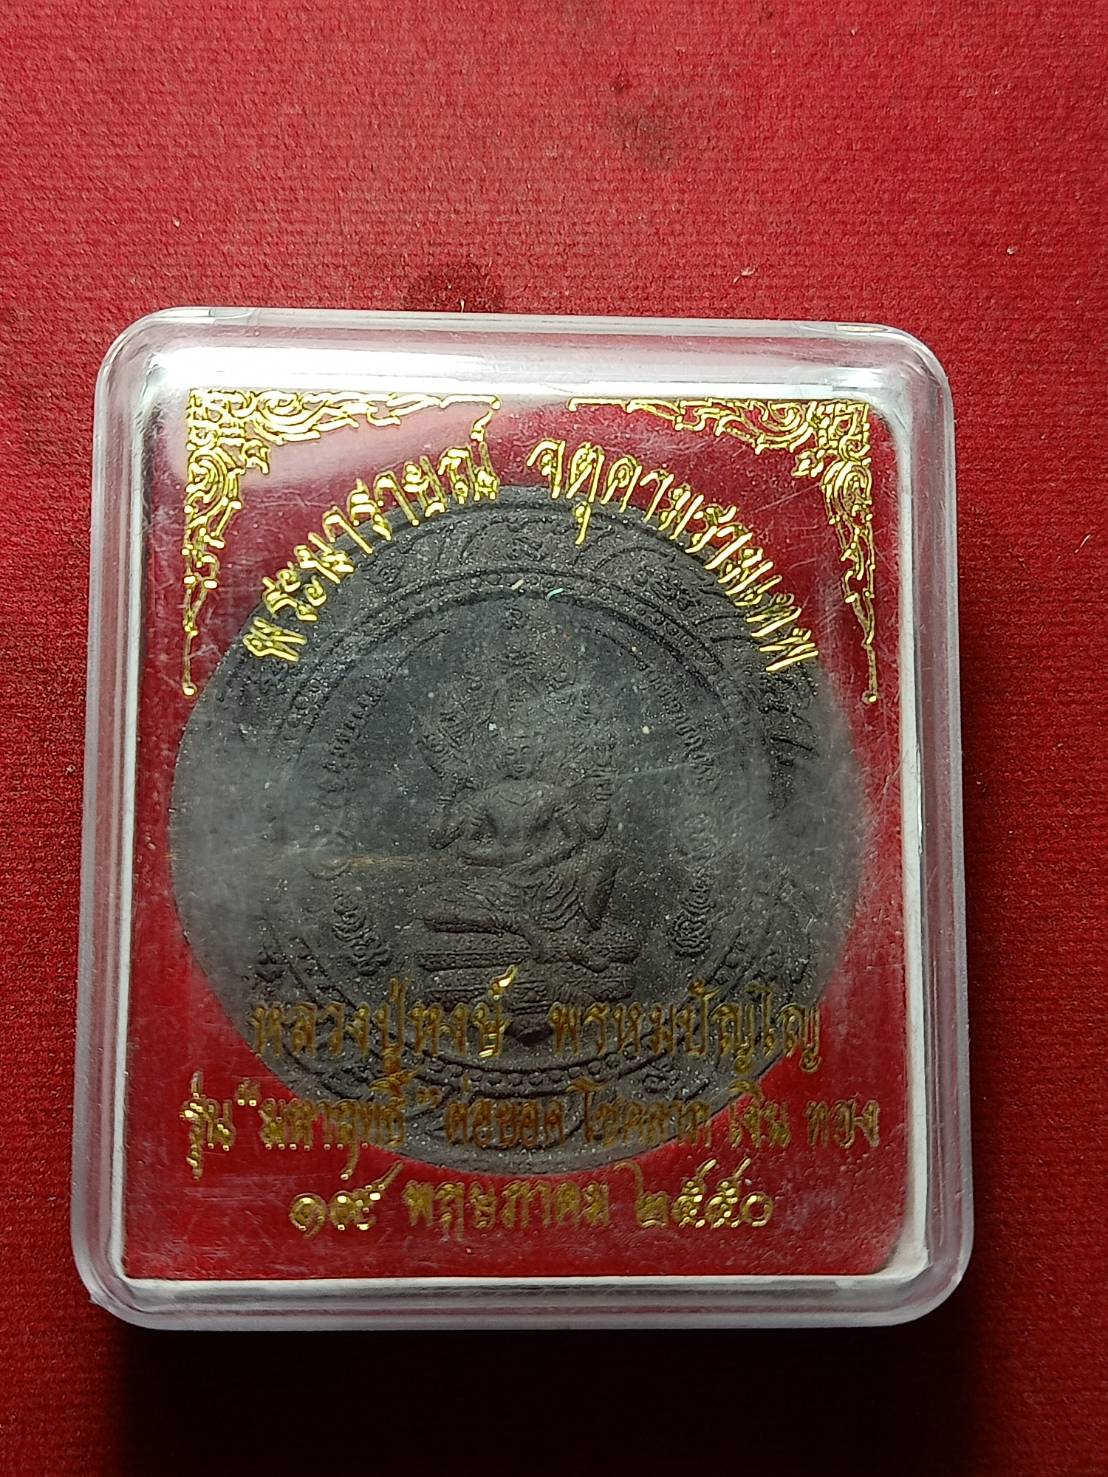 พระนารายณ์ จตุคามรามเทพ
หลวงปู่หงษ์ พรหมปัญโญ
รุ่น "มหาฤทธิ์" ต่อยอด โชคลาภ เงิน ทอง
๑๙ พฤษภาคม ๒๕๕๐